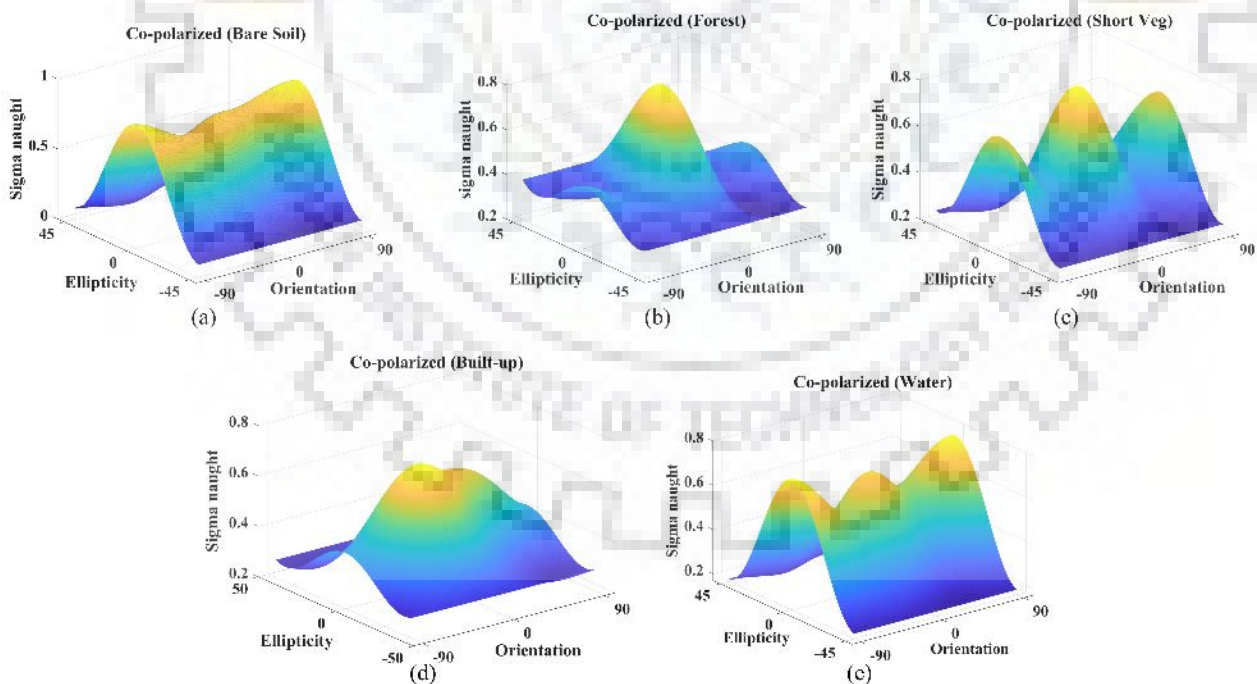 Co-polarized (Bare Soil)
1
0.5
0
Sigma naught
45
0
-45
Ellipticity
-90
0
90
Orientation
(a)
Co-polarized (Forest)
0.8
0.6
0.4
0.2
sigma naught
45
0
-45
Ellipticity
-90
0
90
Orientation
(b)
Co-polarized (Short Veg)
0.8
0.6
0.4
0.2
Sigma naught
45
0
-45
Ellipticity
-90
0
90
Orientation
(c)
Co-polarized (Built-up)
0.8
0.6
0.4
0.2
Sigma naught
50
0
-50
Ellipticity
-90
0
90
Orientation
(d)
Co-polarized (Water)
0.8
0.6
0.4
0.2
Sigma naught
45
0
-45
Ellipticity
-90
0
90
Orientation
(e)